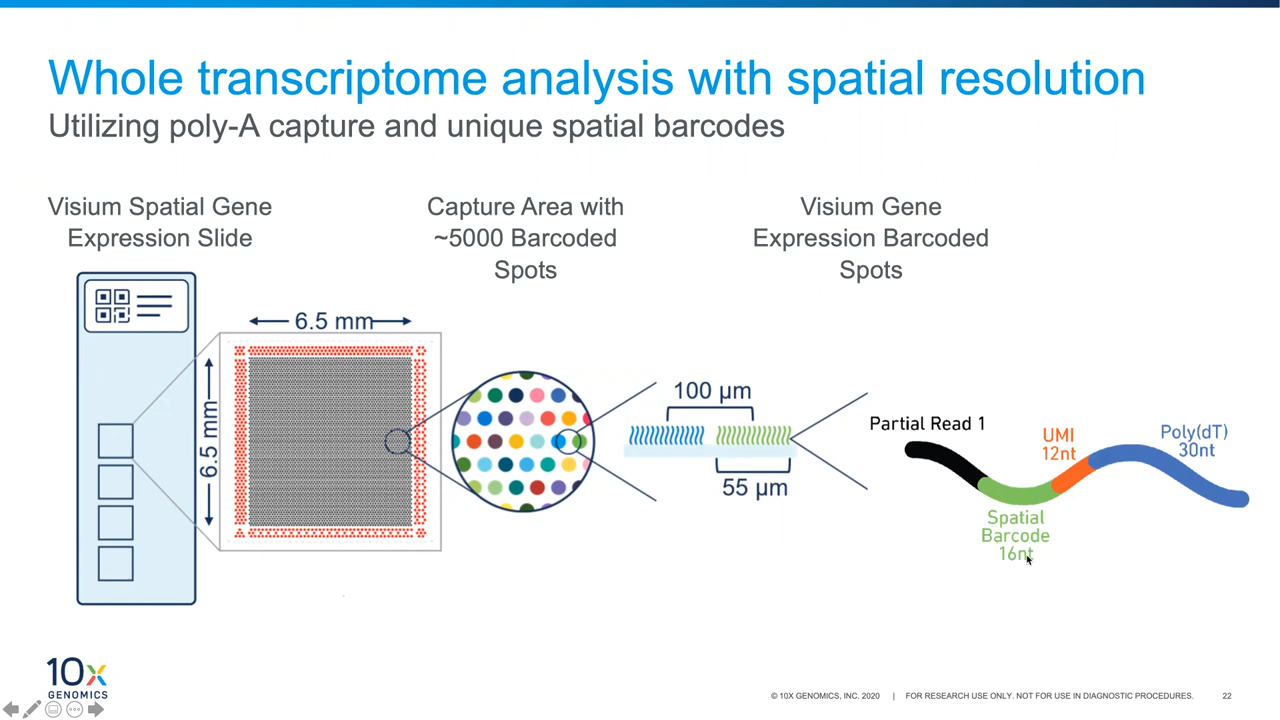 Whole transcriptome analysis with spatial resolution
Utilizing poly-A capture and unique spatial barcodes
Visium Spatial Gene
Expression Slide
Capture Area with
~5000 Barcoded
Spots
Visium Gene
Expression Barcoded
Spots
6.5 mm
6.5 mm
100 µm
55 µm
Partial Read 1
Spatial
Barcode
16nt
UMI
12nt
Poly(dT)
30nt
10x
GENOMICS
© 10X GENOMICS, INC. 2020 | FOR RESEARCH USE ONLY. NOT FOR USE IN DIAGNOSTIC PROCEDURES. 22